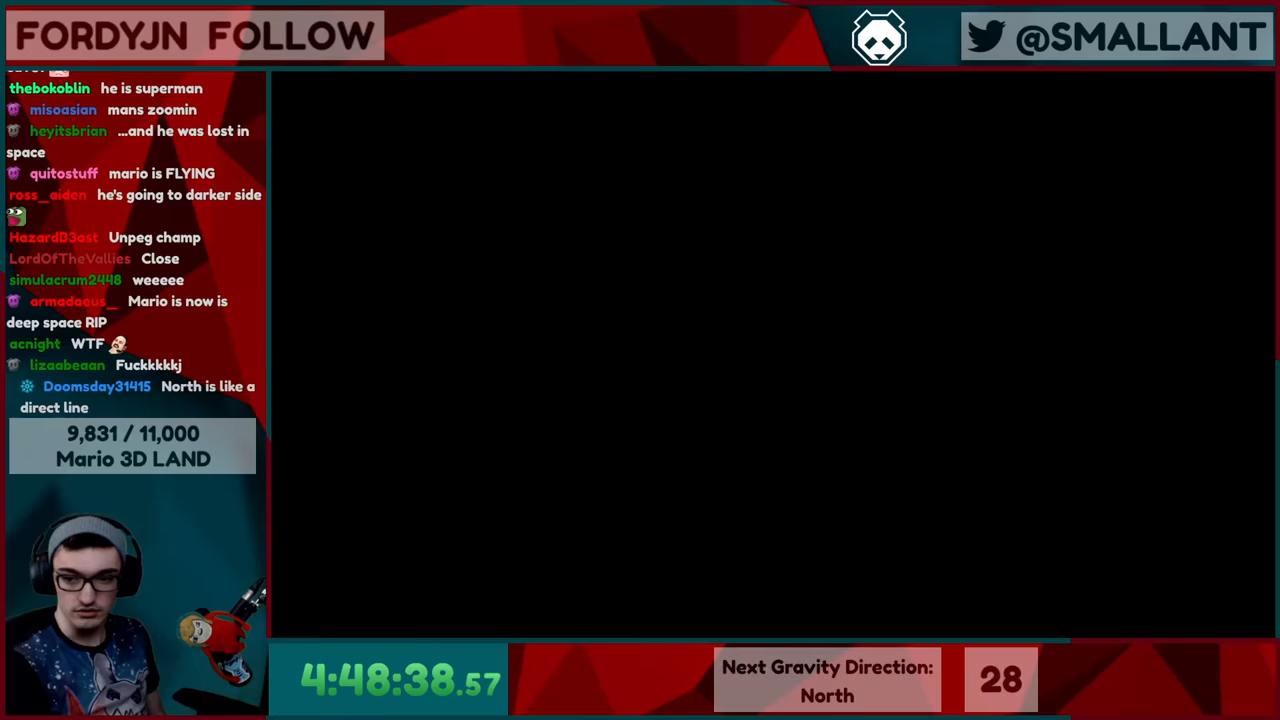 FORDYJN FOLLOW
@SMALLANT
thebokoblin he is superman
misoasian mans zoomin
heyitsbrian ...and he was lost in
space
quitostuff mario is FLYING
ross_aiden he's going to darker side
HazardB3ast Unpeg champ
LordOfTheVallies Close
simulacrum2448 weeeee
armadaeus_ Mario is now is
deep space RIP
acnight WTF
lizaabeaan Fuckkkkkj
Doomsday31415 North is like a
direct line
9,831 / 11,000
Mario 3D LAND
4:48:38.57
Next Gravity Direction:
North
28